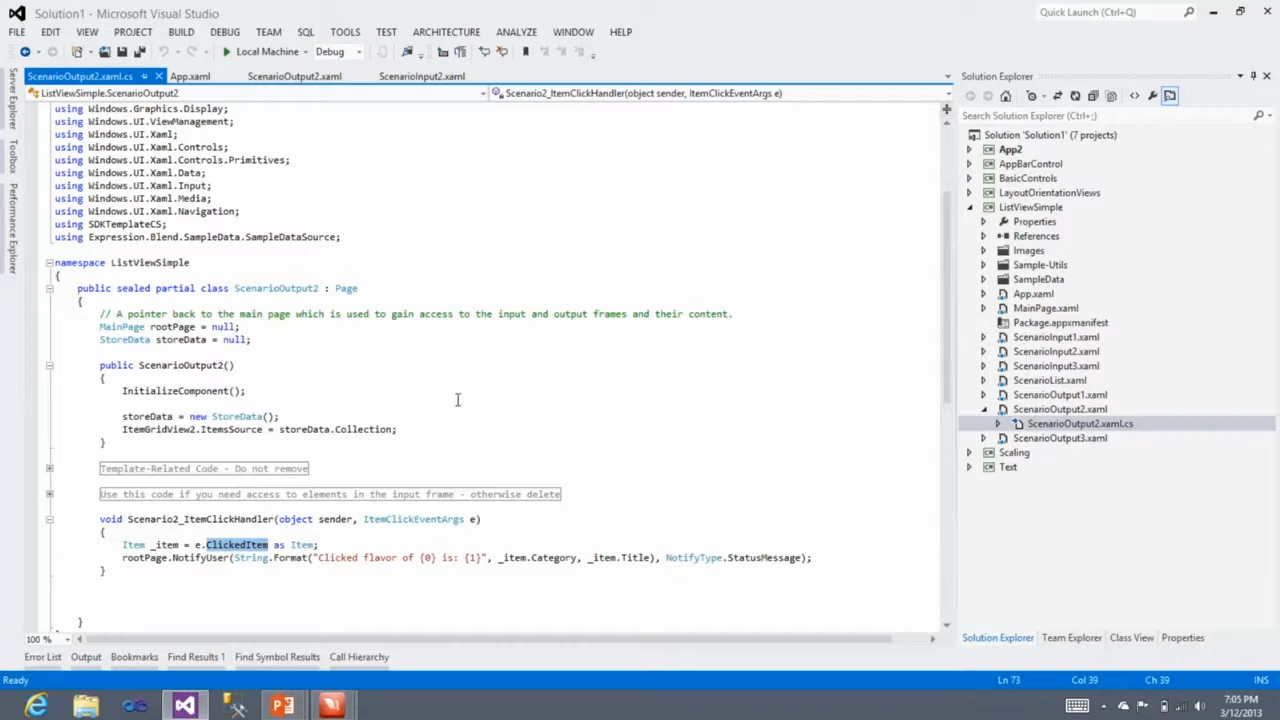 Solution1 - Microsoft Visual Studio
Quick Launch (Ctrl+Q)
FILE EDIT VIEW PROJECT BUILD DEBUG TEAM SQL TOOLS TEST ARCHITECTURE ANALYZE WINDOW HELP
Local Machine Debug
ScenarioOutput2.xaml.cs App.xaml ScenarioOutput2.xaml ScenarioInput2.xaml
ListViewSimple.ScenarioOutput2 Scenario2_ItemClickHandler(object sender, ItemClickEventArgs e)
Server Explorer
Toolbox
Performance Explorer
using Windows.Graphics.Display;
using Windows.UI.ViewManagement;
using Windows.UI.Xaml;
using Windows.UI.Xaml.Controls;
using Windows.UI.Xaml.Controls.Primitives;
using Windows.UI.Xaml.Data;
using Windows.UI.Xaml.Input;
using Windows.UI.Xaml.Media;
using Windows.UI.Xaml.Navigation;
using SDKTemplateCS;
using Expression.Blend.SampleData.SampleDataSource;
namespace ListViewSimple
{
public sealed partial class ScenarioOutput2 : Page
{
// A pointer back to the main page which is used to gain access to the input and output frames and their content.
MainPage rootPage = null;
StoreData storeData = null;
public ScenarioOutput2()
{
InitializeComponent();
storeData = new StoreData();
ItemGridView2.ItemsSource = storeData.Collection;
}
Template-Related Code - Do not remove
Use this code if you need access to elements in the input frame - otherwise delete
void Scenario2_ItemClickHandler(object sender, ItemClickEventArgs e)
{
Item _item = e.ClickedItem as Item;
rootPage.NotifyUser(String.Format("Clicked flavor of {0} is: {1}", _item.Category, _item.Title), NotifyType.StatusMessage);
}
}
100 %
Solution Explorer
Search Solution Explorer (Ctrl+;)
Solution 'Solution1' (7 projects)
App2
AppBarControl
BasicControls
LayoutOrientationViews
ListViewSimple
Properties
References
Images
Sample-Utils
SampleData
App.xaml
MainPage.xaml
Package.appxmanifest
ScenarioInput1.xaml
ScenarioInput2.xaml
ScenarioInput3.xaml
ScenarioList.xaml
ScenarioOutput1.xaml
ScenarioOutput2.xaml
ScenarioOutput2.xaml.cs
ScenarioOutput3.xaml
Scaling
Text
Solution Explorer Team Explorer Class View Properties
Error List Output Bookmarks Find Results 1 Find Symbol Results Call Hierarchy
Ready Ln 73 Col 39 Ch 39 INS
7:05 PM
3/12/2013